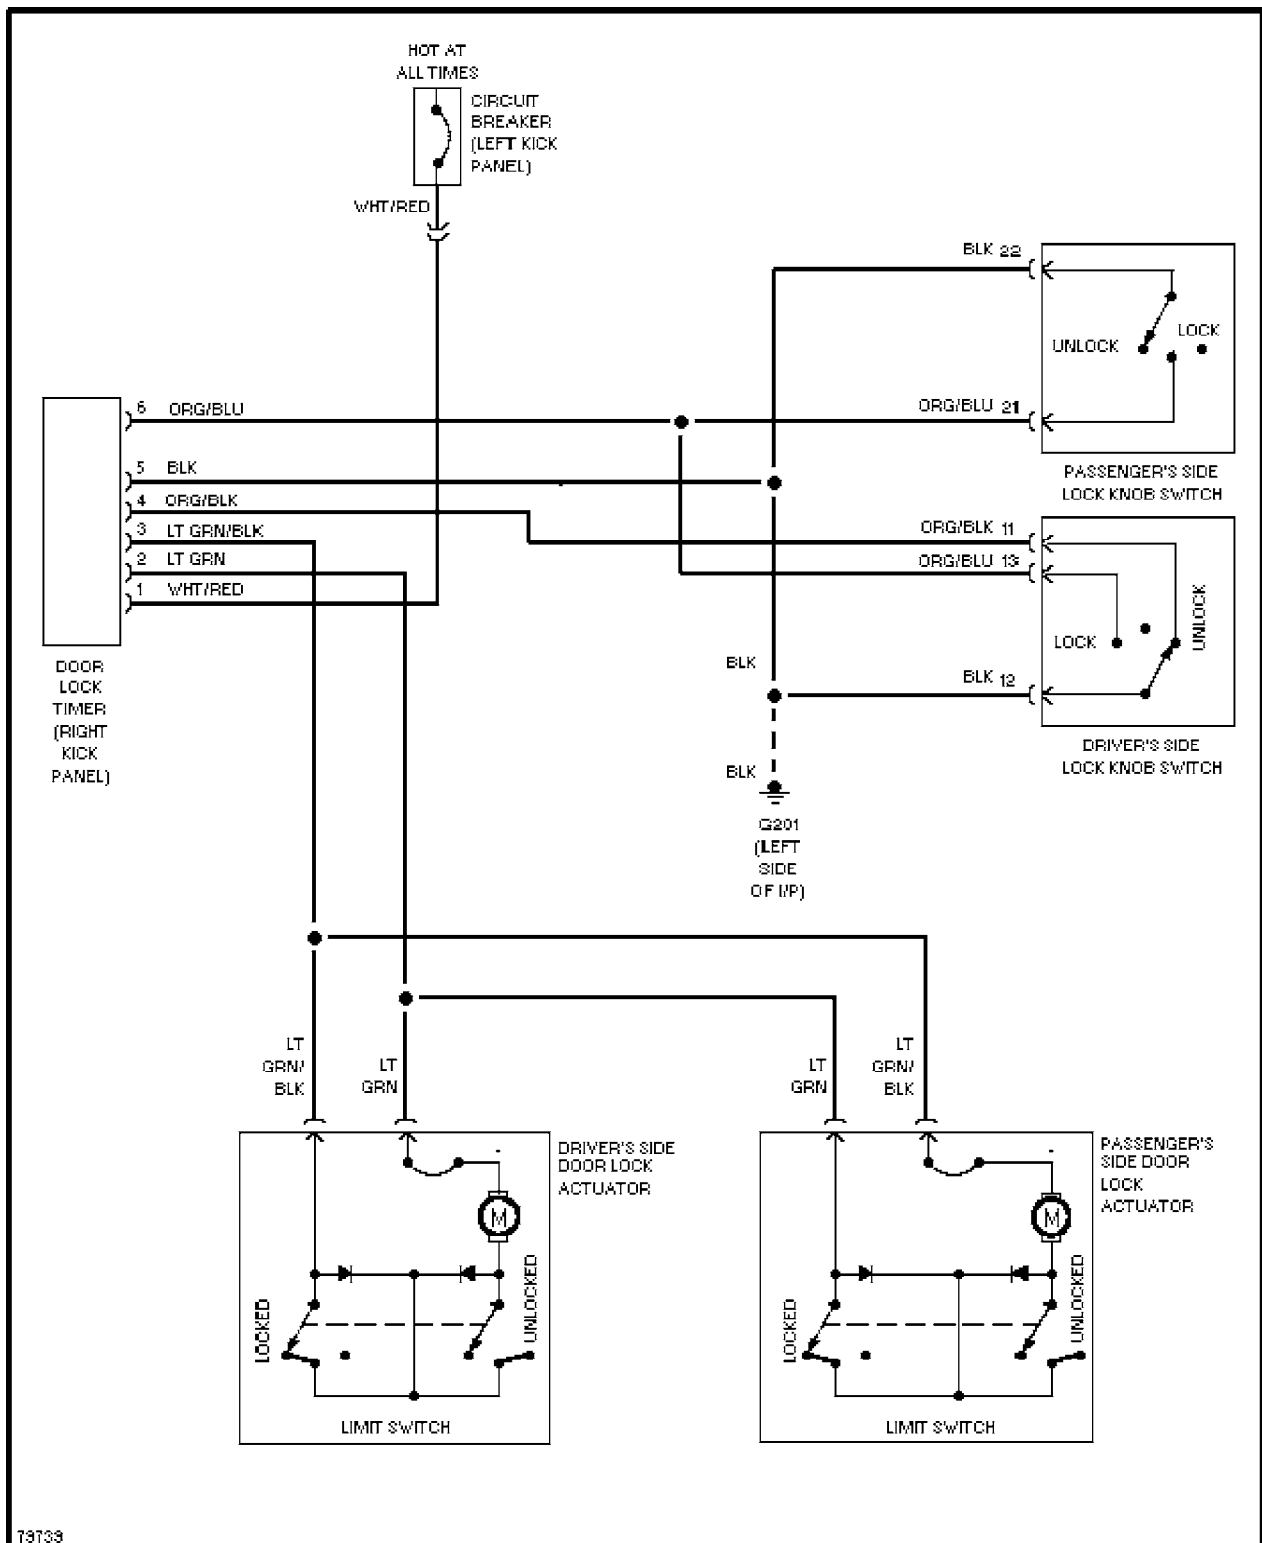 HOT AT
ALL TIMES
CIRCUIT
BREAKER
(LEFT KICK
PANEL)
WHT/RED
BLK 22
UNLOCK
LOCK
ORG/BLU 21
PASSENGER'S SIDE
LOCK KNOB SWITCH
6 ORG/BLU
5 BLK
4 ORG/BLK
3 LT GRN/BLK
2 LT GRN
1 WHT/RED
DOOR
LOCK
TIMER
(RIGHT
KICK
PANEL)
ORG/BLK 11
ORG/BLU 13
LOCK
UNLOCK
BLK
BLK 12
DRIVER'S SIDE
LOCK KNOB SWITCH
BLK
G201
(LEFT
SIDE
OF I/P)
LT
GRN/
BLK
LT
GRN
LT
GRN
LT
GRN/
BLK
DRIVER'S SIDE
DOOR LOCK
ACTUATOR
M
LOCKED
UNLOCKED
LIMIT SWITCH
PASSENGER'S
SIDE DOOR
LOCK
ACTUATOR
M
LOCKED
UNLOCKED
LIMIT SWITCH
79739